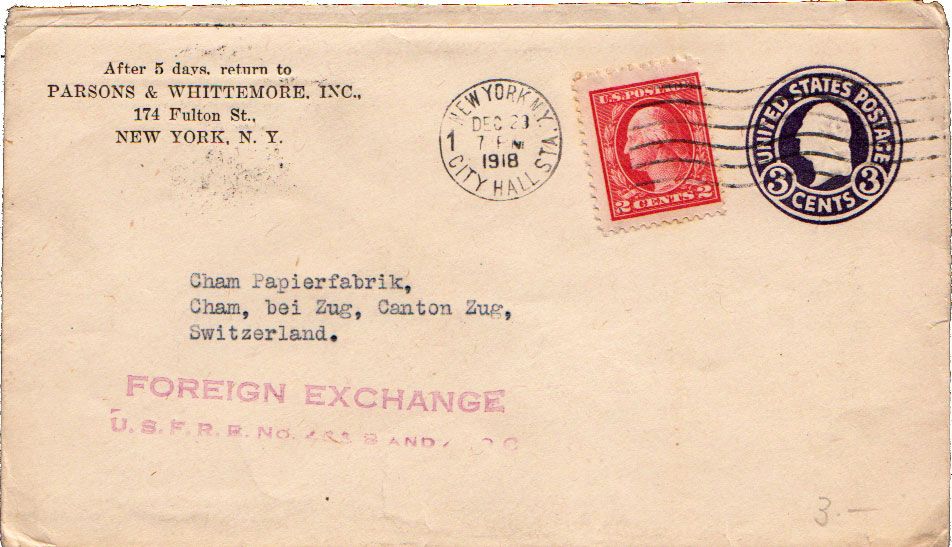 After 5 days, return to
PARSONS & WHITTEMORE, INC.,
174 Fulton St.,
NEW YORK, N. Y.
NEW YORK, N.Y.
1
DEC 23
7 PM
1918
CITY HALL STA.
U.S. POSTAGE
2 CENTS 2
UNITED STATES POSTAGE
3 CENTS 3
Cham Papierfabrik,
Cham, bei Zug, Canton Zug,
Switzerland.
FOREIGN EXCHANGE
U. S. F. R. B. No. AND
3.—